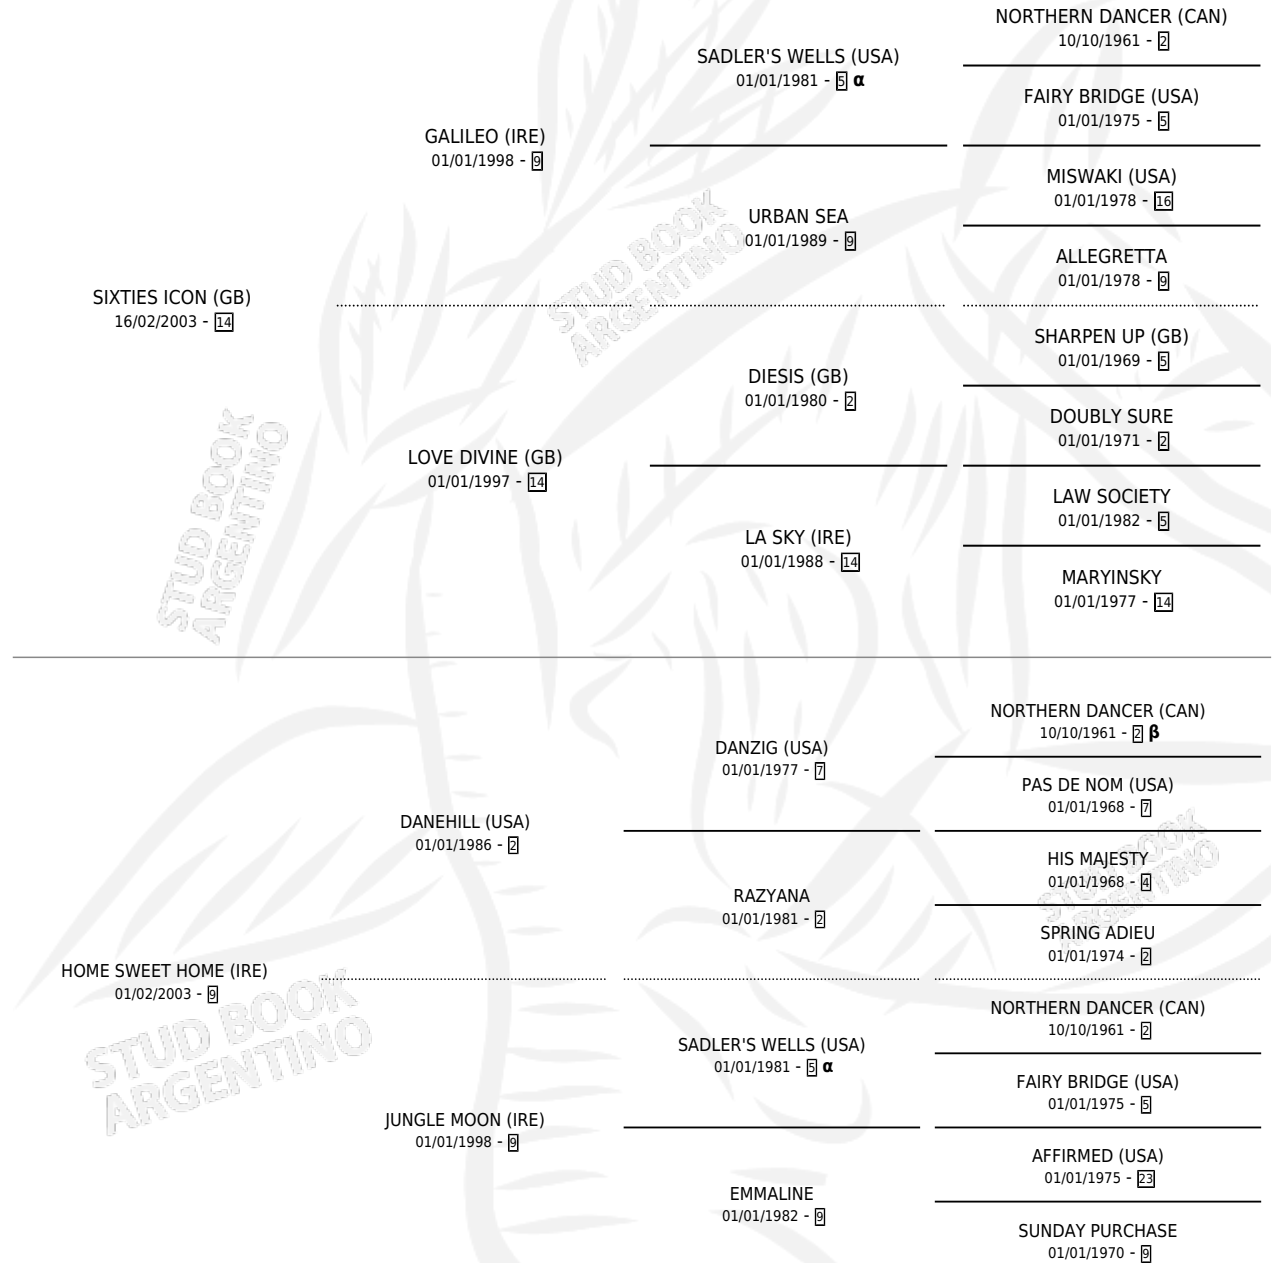 NORTHERN DANCER (CAN)
10/10/1961 - 2
SADLER'S WELLS (USA)
01/01/1981 - 5 α
FAIRY BRIDGE (USA)
01/01/1975 - 5
GALILEO (IRE)
01/01/1998 - 9
MISWAKI (USA)
01/01/1978 - 16
URBAN SEA
01/01/1989 - 9
ALLEGRETTA
01/01/1978 - 9
SIXTIES ICON (GB)
16/02/2003 - 14
SHARPEN UP (GB)
01/01/1969 - 5
DIESIS (GB)
01/01/1980 - 2
DOUBLY SURE
01/01/1971 - 2
LOVE DIVINE (GB)
01/01/1997 - 14
LAW SOCIETY
01/01/1982 - 5
LA SKY (IRE)
01/01/1988 - 14
MARYINSKY
01/01/1977 - 14
STUD BOOK
ARGENTINO
STUD BOOK
ARGENTINO
NORTHERN DANCER (CAN)
10/10/1961 - 2 β
DANZIG (USA)
01/01/1977 - 7
PAS DE NOM (USA)
01/01/1968 - 7
DANEHILL (USA)
01/01/1986 - 2
HIS MAJESTY
01/01/1968 - 4
RAZYANA
01/01/1981 - 2
SPRING ADIEU
01/01/1974 - 2
HOME SWEET HOME (IRE)
01/02/2003 - 9
NORTHERN DANCER (CAN)
10/10/1961 - 2
SADLER'S WELLS (USA)
01/01/1981 - 5 α
FAIRY BRIDGE (USA)
01/01/1975 - 5
JUNGLE MOON (IRE)
01/01/1998 - 9
AFFIRMED (USA)
01/01/1975 - 23
EMMALINE
01/01/1982 - 9
SUNDAY PURCHASE
01/01/1970 - 9
STUD BOOK
ARGENTINO
STUD BOOK
ARGENTINO